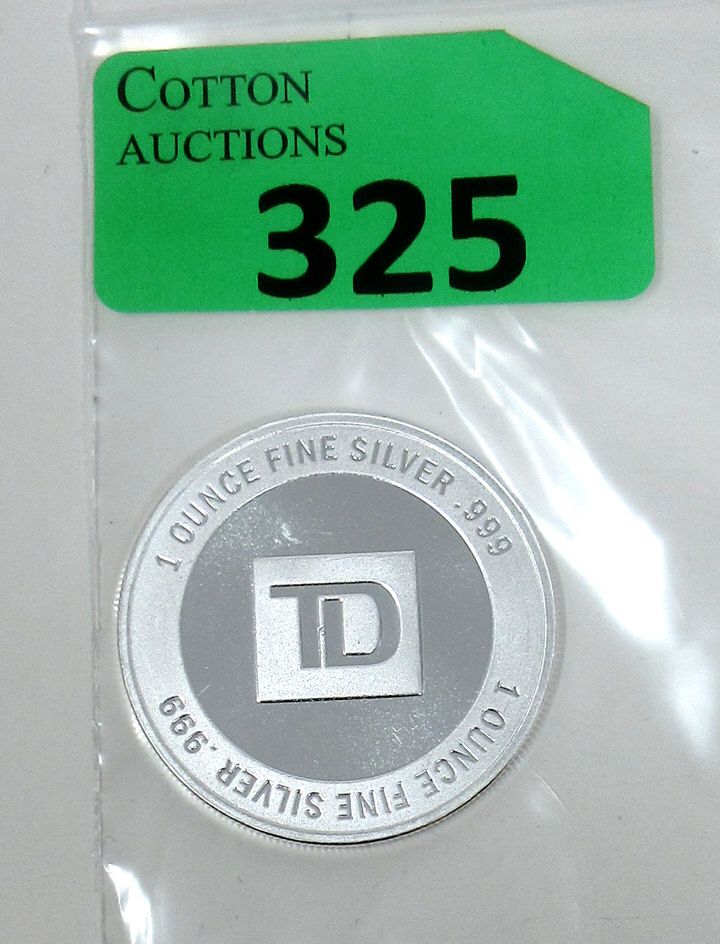 COTTON
AUCTIONS
325
1 OUNCE FINE SILVER .999
TD
1 OUNCE FINE SILVER .999